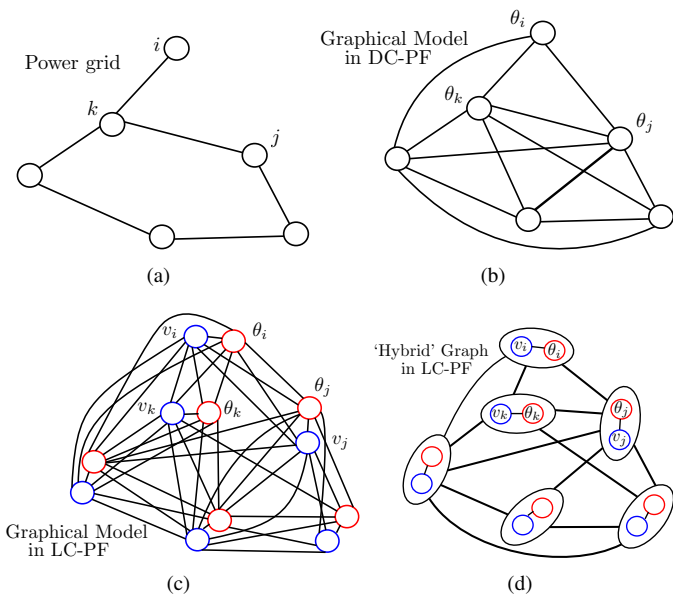 Power grid
i
k
j
(a)
Graphical Model
in DC-PF
θ_i
θ_k
θ_j
(b)
v_i
θ_i
v_k
θ_k
θ_j
v_j
Graphical Model
in LC-PF
(c)
‘Hybrid’ Graph
in LC-PF
v_i θ_i
v_k θ_k
θ_j
v_j
(d)